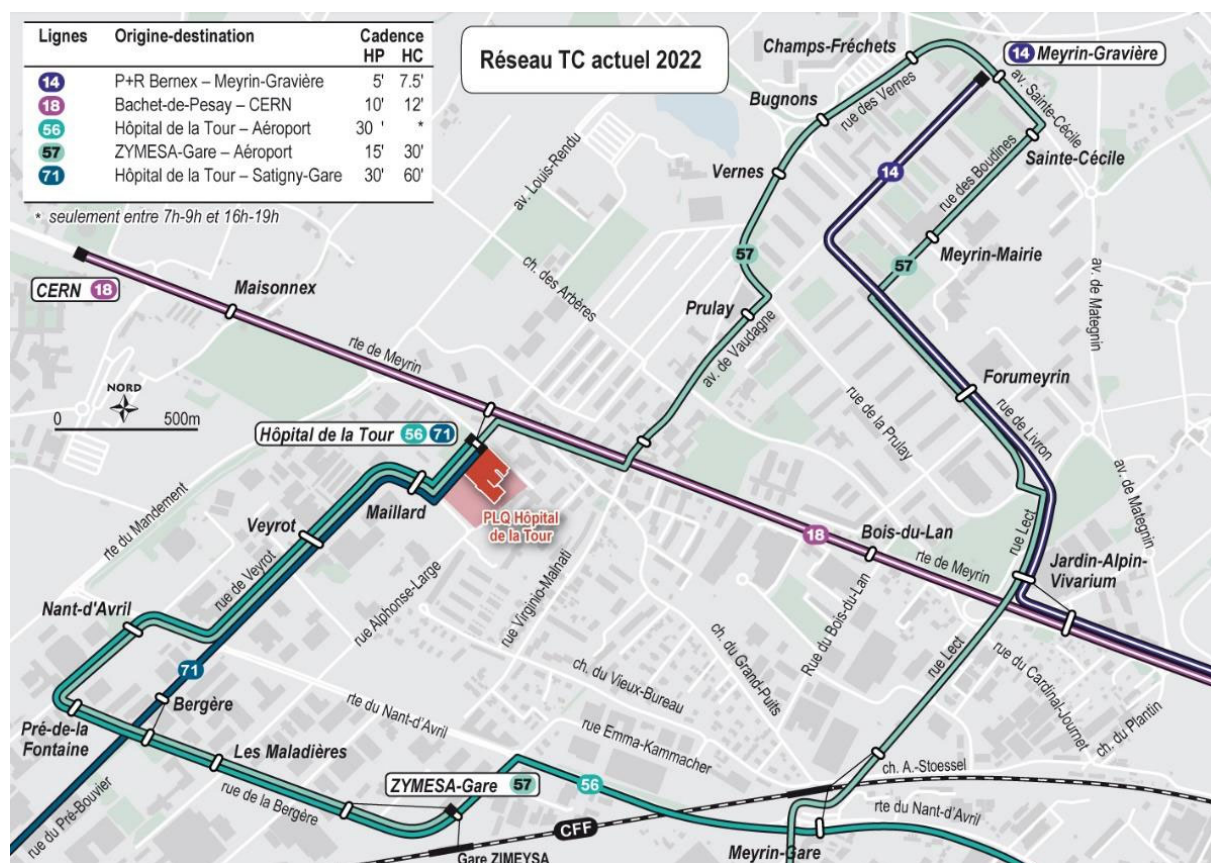 Lignes Origine-destination Cadence
HP HC
14 P+R Bernex – Meyrin-Gravière 5' 7.5'
18 Bachet-de-Pesay – CERN 10' 12'
56 Hôpital de la Tour – Aéroport 30 ' *
57 ZYMESA-Gare – Aéroport 15' 30'
71 Hôpital de la Tour – Satigny-Gare 30' 60'
* seulement entre 7h-9h et 16h-19h
Réseau TC actuel 2022
Champs-Fréchets
14 Meyrin-Gravière
Bugnons
rue des Vernes
av. Sainte-Cécile
Sainte-Cécile
av. Louis-Rendu
Vernes
14
rue des Boudines
57
57
Meyrin-Mairie
CERN 18
Maisonnex
ch. des Arbères
Prulay
av. de Mategnin
rte de Meyrin
av. de Vaudagne
NORD
0 500m
Forumeyrin
rue de Livron
rue de la Prulay
Hôpital de la Tour 56 71
Maillard
PLQ Hôpital
de la Tour
av. de Mategnin
rte du Mandement
Veyrot
rue de Veyrot
18
Bois-du-Lan
rte de Meyrin
rue Lect
Jardin-Alpin-
Vivarium
rue Alphonse-Large
rue Virginio-Malnati
Nant-d'Avril
71
Bergère
Rue du Bois-du-Lan
rue Lect
rue du Cardinal-Journet
ch. du Grand-Puits
ch. du Vieux-Bureau
Pré-de-la
Fontaine
Les Maladières
rte du Nant-d'Avril
rue Emma-Kammacher
ch. du Plantin
ch. A.-Stoessel
rue de la Bergère
ZYMESA-Gare 57
56
rte du Nant-d'Avril
rue du Pré-Bouvier
CFF
Gare ZIMEYSA
Meyrin-Gare